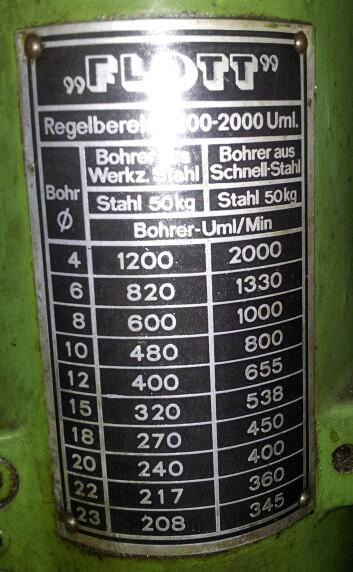 „FLOTT"
Regelbereich 00-2000 Uml.
Bohr Ø
Bohrer aus Werkz. Stahl
Bohrer aus Schnell-Stahl
Stahl 50kg Stahl 50kg
Bohrer-Uml/Min
4 1200 2000
6 820 1330
8 600 1000
10 480 800
12 400 655
15 320 538
18 270 450
20 240 400
22 217 360
23 208 345